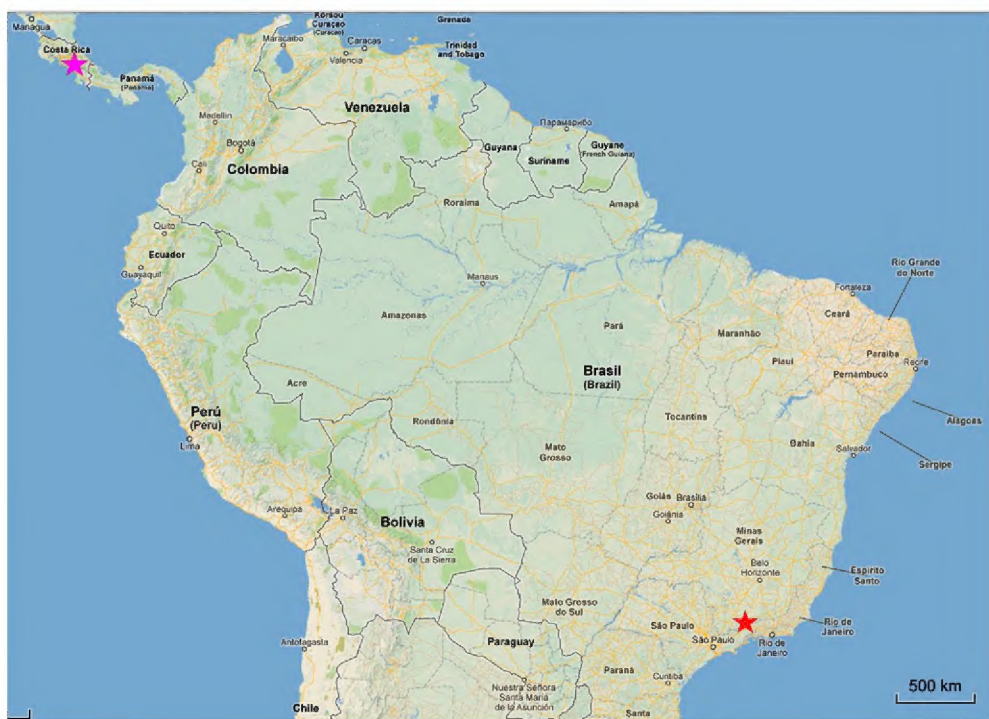 Managua
Costa Rica
Panamá
(Panama)
Korsou
Curaçao
(Curacao)
Grenada
Trinidad
and Tobago
Maracaibo
Caracas
Valencia
Venezuela
Medellin
Bogotá
Cali
Colombia
Guyana
Парамарибо
Suriname
Guyane
(French Guiana)
Roraima
Amapá
Quito
Ecuador
Guayaquil
Manaus
Amazonas
Pará
Maranhão
Fortaleza
Rio Grande
do Norte
Ceará
Piauí
Paraíba
Recife
Pernambuco
Alagoas
Sergipe
Acre
Brasil
(Brazil)
Rondônia
Tocantins
Perú
(Peru)
Lima
Mato
Grosso
Bahia
Salvador
Arequipa
La Paz
Bolivia
Santa Cruz
de La Sierra
Goiás
Brasília
Goiânia
Minas
Gerais
Belo
Horizonte
Espírito
Santo
Mato Grosso
do Sul
São Paulo
São Paulo
Rio de
Janeiro
Rio de
Janeiro
Antofagasta
Paraguay
Paraná
Curitiba
Nuestra Señora
Santa María
de la Asunción
Chile
Santa
500 km